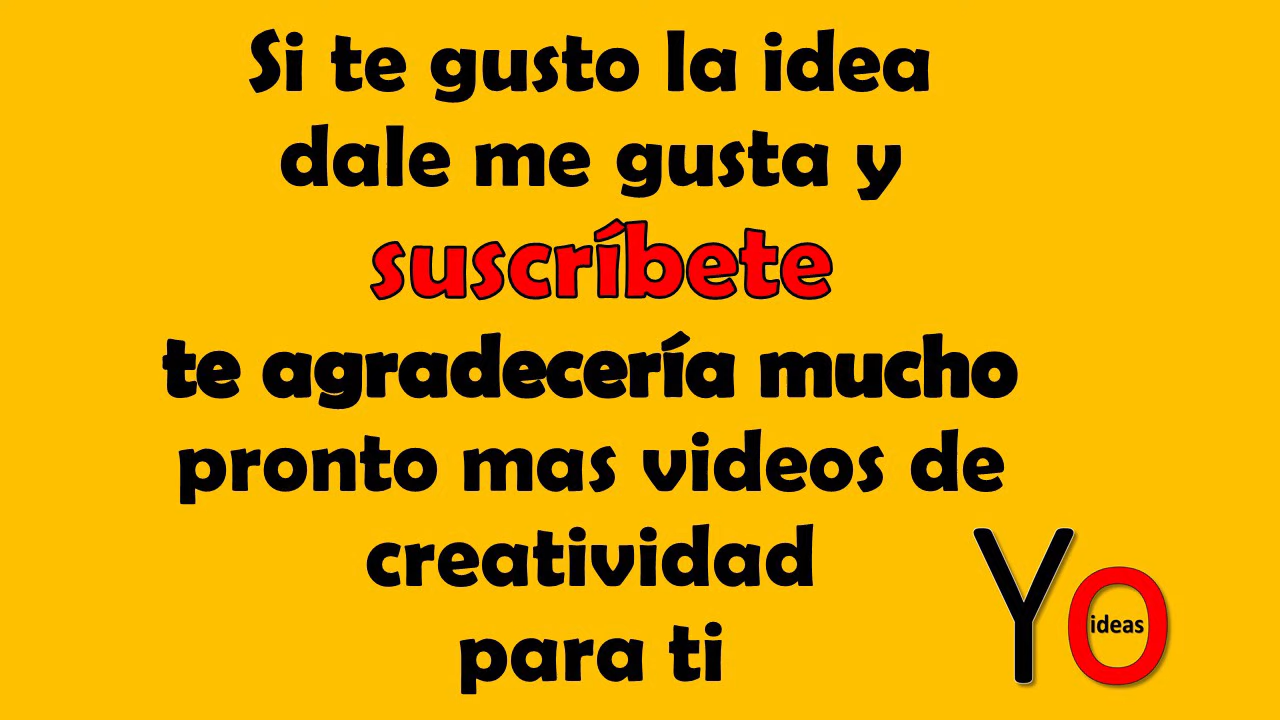 Si te gusto la idea
dale me gusta y
suscríbete
te agradecería mucho
pronto mas videos de
creatividad
para ti
Yo
ideas